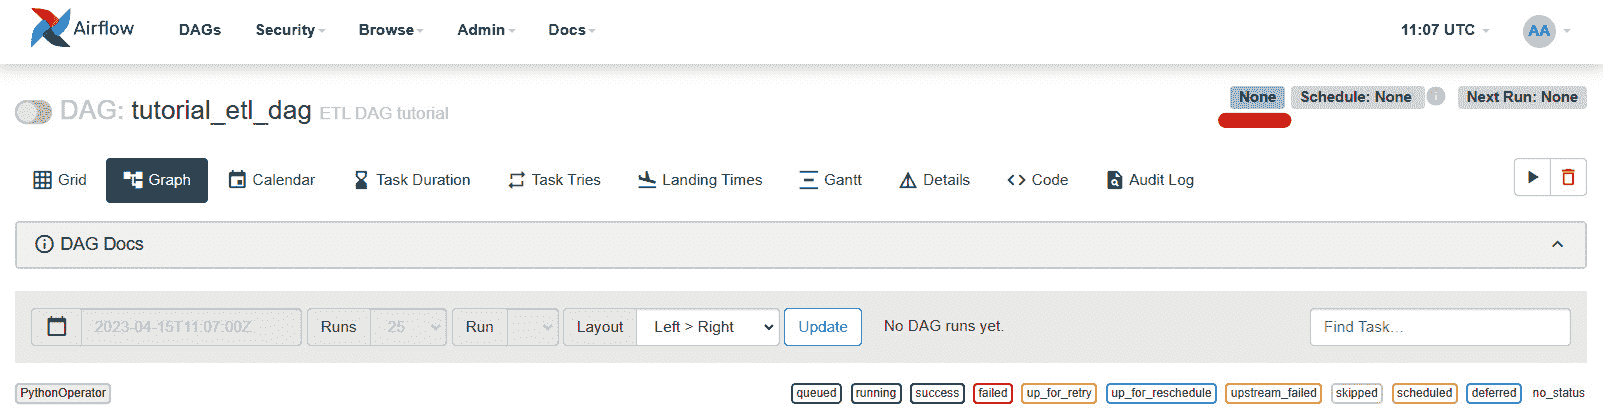 Airflow DAGs Security Browse Admin Docs 11:07 UTC AA
DAG: tutorial_etl_dag ETL DAG tutorial None Schedule: None i Next Run: None
Grid Graph Calendar Task Duration Task Tries Landing Times Gantt Details Code Audit Log
DAG Docs
2023-04-15T11:07:00Z Runs 25 Run Layout Left > Right Update No DAG runs yet. Find Task...
PythonOperator queued running success failed up_for_retry up_for_reschedule upstream_failed skipped scheduled deferred no_status